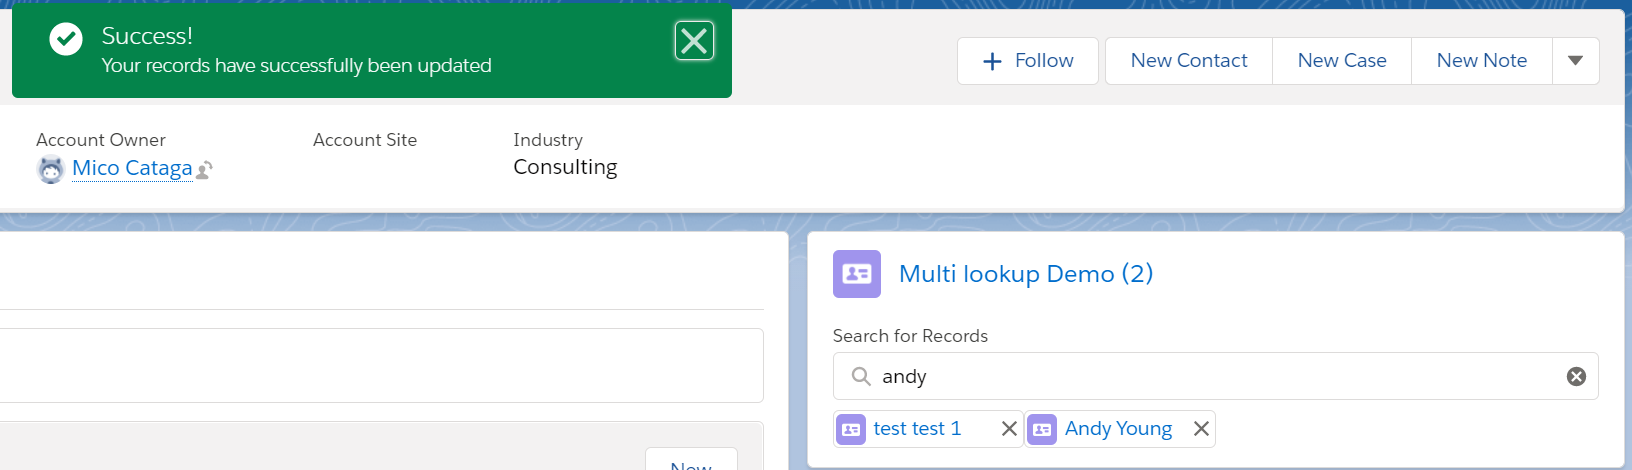 Success!
Your records have successfully been updated
Follow
New Contact
New Case
New Note
Account Owner
Account Site
Industry
Mico Cataga
Consulting
Multi lookup Demo (2)
Search for Records
andy
test test 1
Andy Young
New